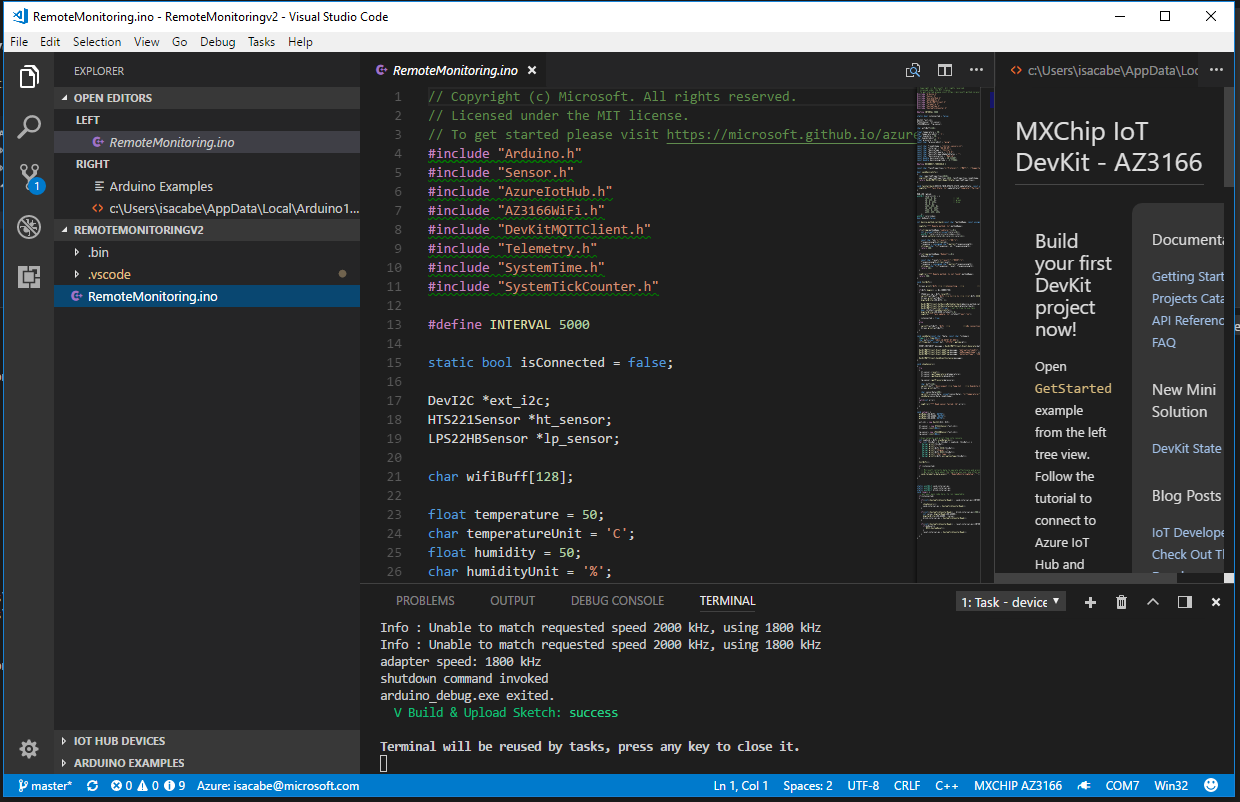 RemoteMonitoring.ino - RemoteMonitoringv2 - Visual Studio Code
File Edit Selection View Go Debug Tasks Help
EXPLORER
OPEN EDITORS
LEFT
RemoteMonitoring.ino
RIGHT
Arduino Examples
c:\Users\isacabe\AppData\Local\Arduino1...
REMOTEMONITORINGV2
.bin
.vscode
RemoteMonitoring.ino
IOT HUB DEVICES
ARDUINO EXAMPLES
1
RemoteMonitoring.ino
1 // Copyright (c) Microsoft. All rights reserved.
2 // Licensed under the MIT license.
3 // To get started please visit https://microsoft.github.io/azure
4 #include "Arduino.h"
5 #include "Sensor.h"
6 #include "AzureIotHub.h"
7 #include "AZ3166WiFi.h"
8 #include "DevKitMQTTClient.h"
9 #include "Telemetry.h"
10 #include "SystemTime.h"
11 #include "SystemTickCounter.h"
12
13 #define INTERVAL 5000
14
15 static bool isConnected = false;
16
17 DevI2C *ext_i2c;
18 HTS221Sensor *ht_sensor;
19 LPS22HBSensor *lp_sensor;
20
21 char wifiBuff[128];
22
23 float temperature = 50;
24 char temperatureUnit = 'C';
25 float humidity = 50;
26 char humidityUnit = '%';
c:\Users\isacabe\AppData\Loc
MXChip IoT
DevKit - AZ3166
Build
your first
DevKit
project
now!
Open
GetStarted
example
from the left
tree view.
Follow the
tutorial to
connect to
Azure IoT
Hub and
Documenta
Getting Start
Projects Cata
API Referenc
FAQ
New Mini
Solution
DevKit State
Blog Posts
IoT Develope
Check Out Th
PROBLEMS OUTPUT DEBUG CONSOLE TERMINAL
1: Task - device
Info : Unable to match requested speed 2000 kHz, using 1800 kHz
Info : Unable to match requested speed 2000 kHz, using 1800 kHz
adapter speed: 1800 kHz
shutdown command invoked
arduino_debug.exe exited.
V Build & Upload Sketch: success
Terminal will be reused by tasks, press any key to close it.
master* 0 0 9 Azure: isacabe@microsoft.com Ln 1, Col 1 Spaces: 2 UTF-8 CRLF C++ MXCHIP AZ3166 COM7 Win32